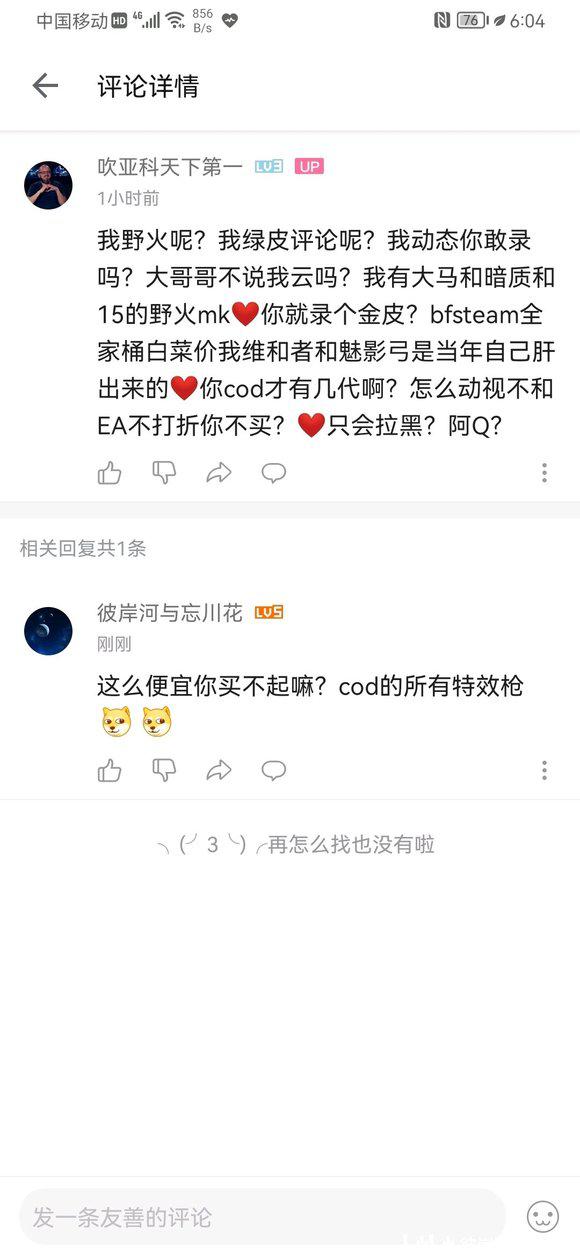 中国移动 HD 4G 856 B/s 76 6:04
评论详情
吹亚科天下第一 LV3 UP
1小时前
我野火呢？我绿皮评论呢？我动态你敢录
吗？大哥哥不说我云吗？我有大马和暗质和
15的野火mk❤️你就录个金皮？bfsteam全
家桶白菜价我维和者和魅影弓是当年自己肝
出来的❤️你cod才有几代啊？怎么动视不和
EA不打折你不买？❤️只会拉黑？阿Q？
相关回复共1条
彼岸河与忘川花 LV5
刚刚
这么便宜你买不起嘛？cod的所有特效枪
╮(╯3╰)╭再怎么找也没有啦
发一条友善的评论